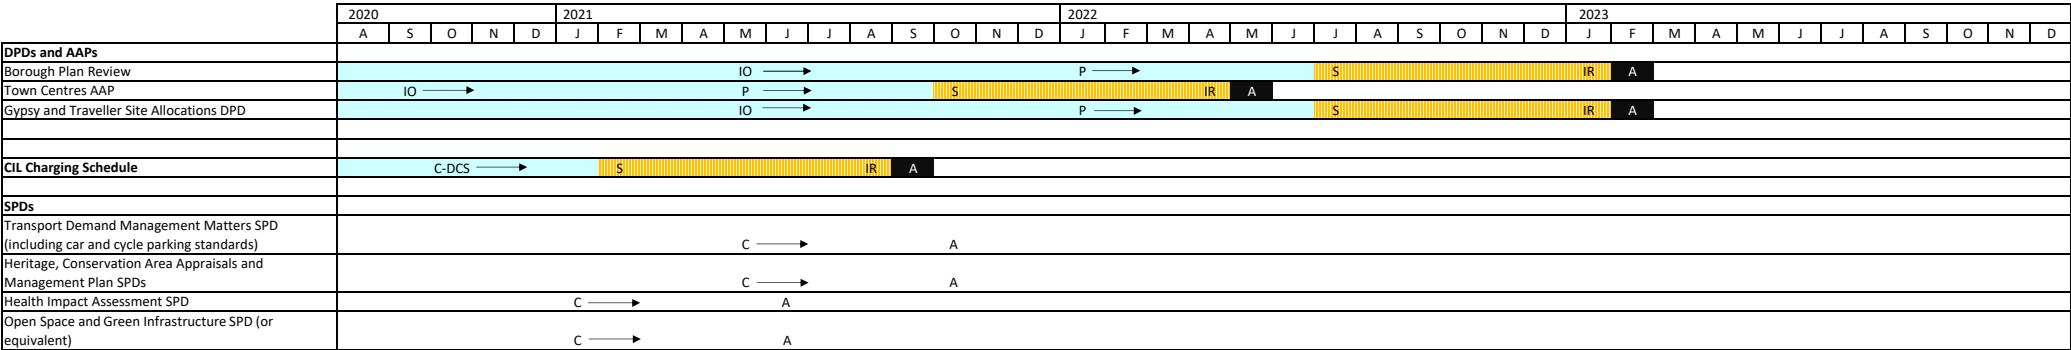 2020 2021 2022 2023
A S O N D J F M A M J J A S O N D J F M A M J J A S O N D J F M A M J J A S O N D
DPDs and AAPs
Borough Plan Review IO P S IR A
Town Centres AAP IO P S IR A
Gypsy and Traveller Site Allocations DPD IO P S IR A
CIL Charging Schedule C-DCS S IR A
SPDs
Transport Demand Management Matters SPD
(including car and cycle parking standards) C A
Heritage, Conservation Area Appraisals and
Management Plan SPDs C A
Health Impact Assessment SPD C A
Open Space and Green Infrastructure SPD (or
equivalent) C A